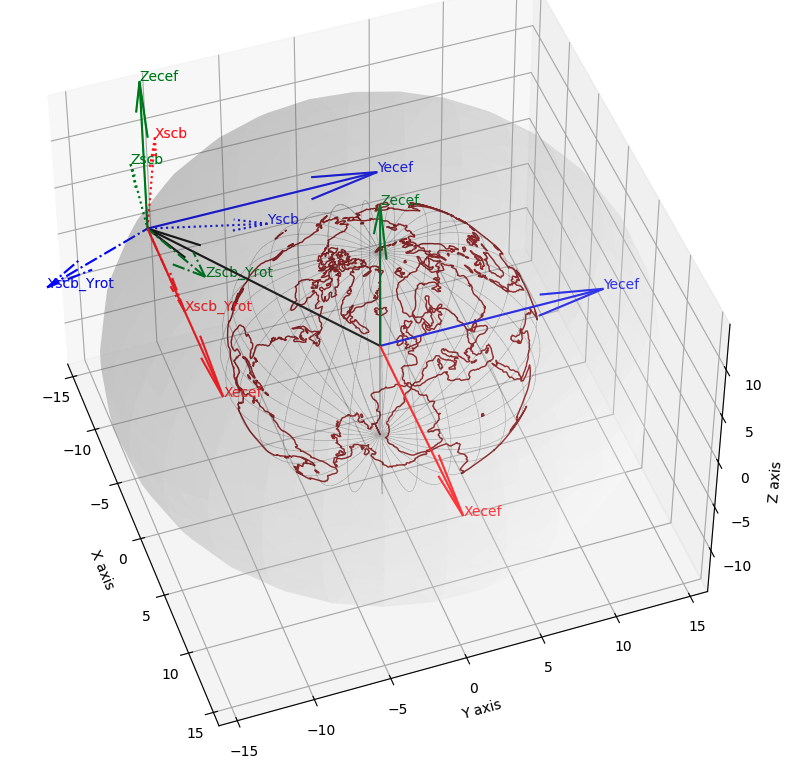 Zecef
Xscb
Zscb
Yecef
Zecef
Yscb
Zscb_Yrot
Xscb_Yrot
Yecef
Xscb_Yrot
Xecef
Xecef
−15
−10
−5
0
5
10
15
X axis
−15
−10
−5
0
5
10
15
Y axis
10
5
0
−5
−10
Z axis